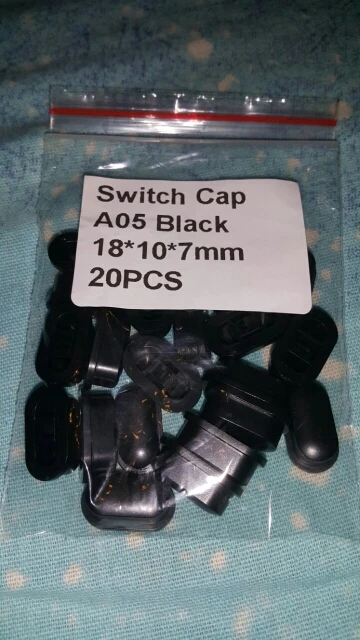 Switch Cap
A05 Black
18*10*7mm
20PCS